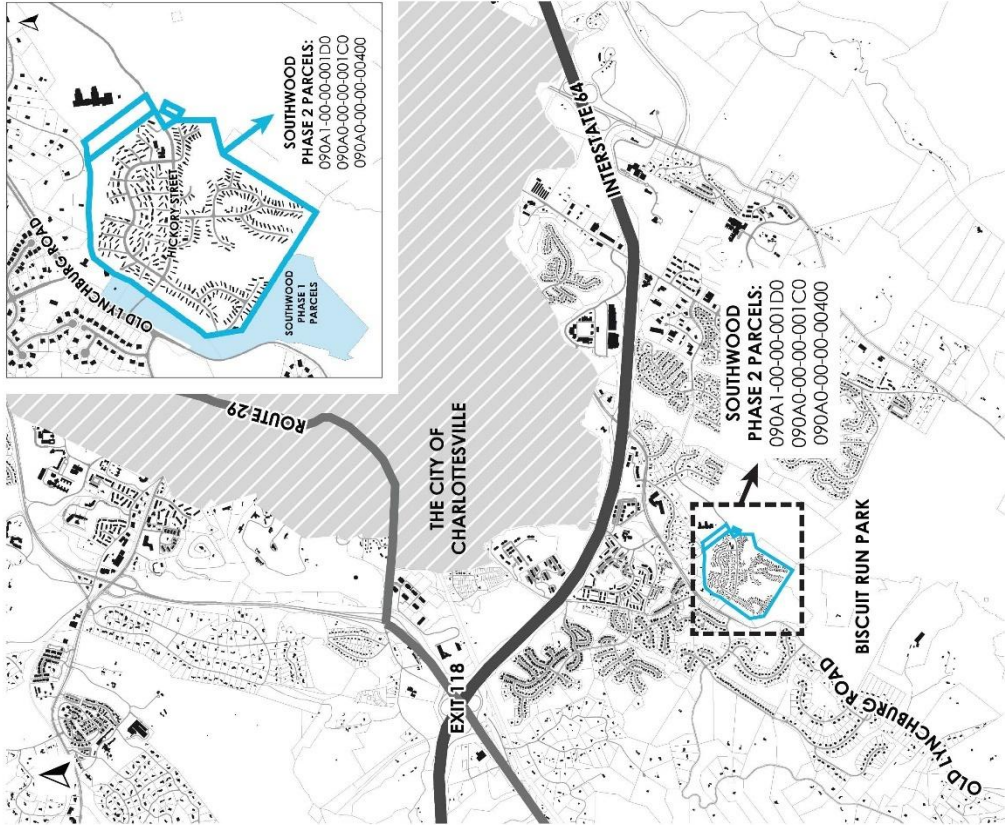 SOUTHWOOD
PHASE 2 PARCELS:
090A1-00-00-001D0
090A0-00-00-001C0
090A0-00-00-00400
HICKORY STREET
OLD LYNCHBURG ROAD
SOUTHWOOD
PHASE 1
PARCELS
ROUTE 29
THE CITY OF
CHARLOTTESVILLE
INTERSTATE 64
EXIT 118
SOUTHWOOD
PHASE 2 PARCELS:
090A1-00-00-001D0
090A0-00-00-001C0
090A0-00-00-00400
BISCUIT RUN PARK
OLD LYNCHBURG ROAD